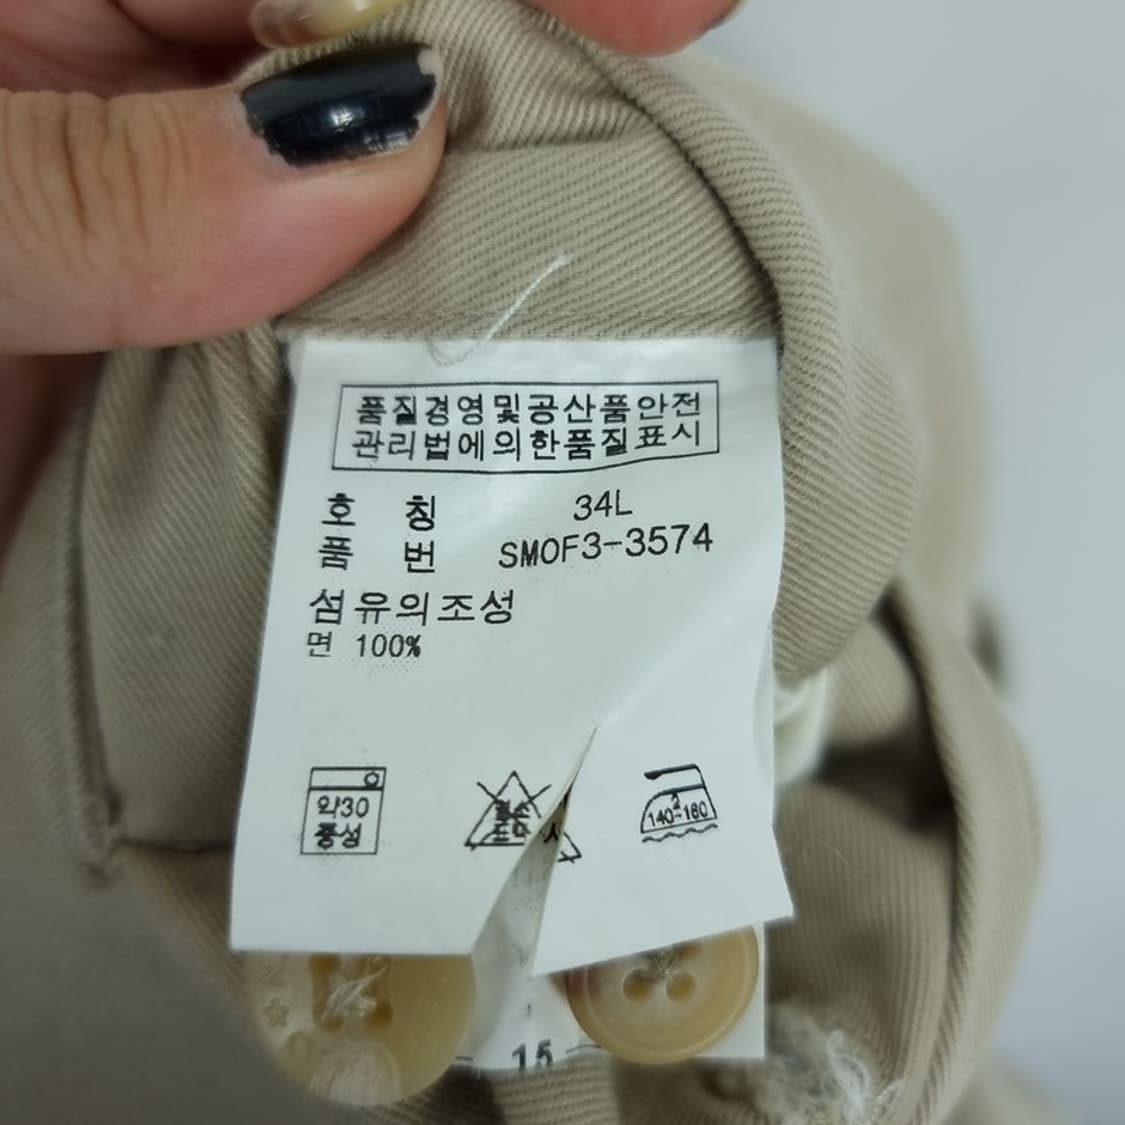 품질경영및공산품안전
관리법에의한품질표시
호 칭 34L
품 번 SMOF3-3574
섬유의조성
면 100%
약30
중성
2
140~160
15